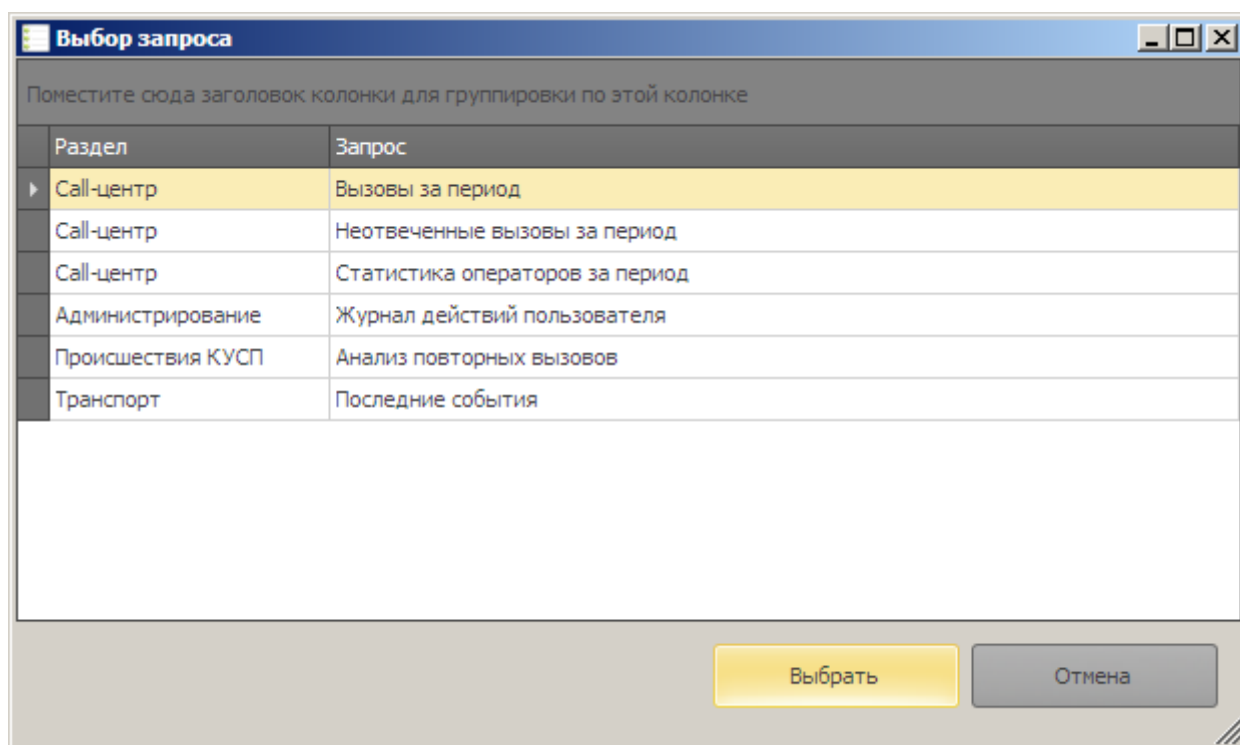 Выбор запроса
Поместите сюда заголовок колонки для группировки по этой колонке
Раздел Запрос
Call-центр Вызовы за период
Call-центр Неотвеченные вызовы за период
Call-центр Статистика операторов за период
Администрирование Журнал действий пользователя
Происшествия КУСП Анализ повторных вызовов
Транспорт Последние события
Выбрать Отмена